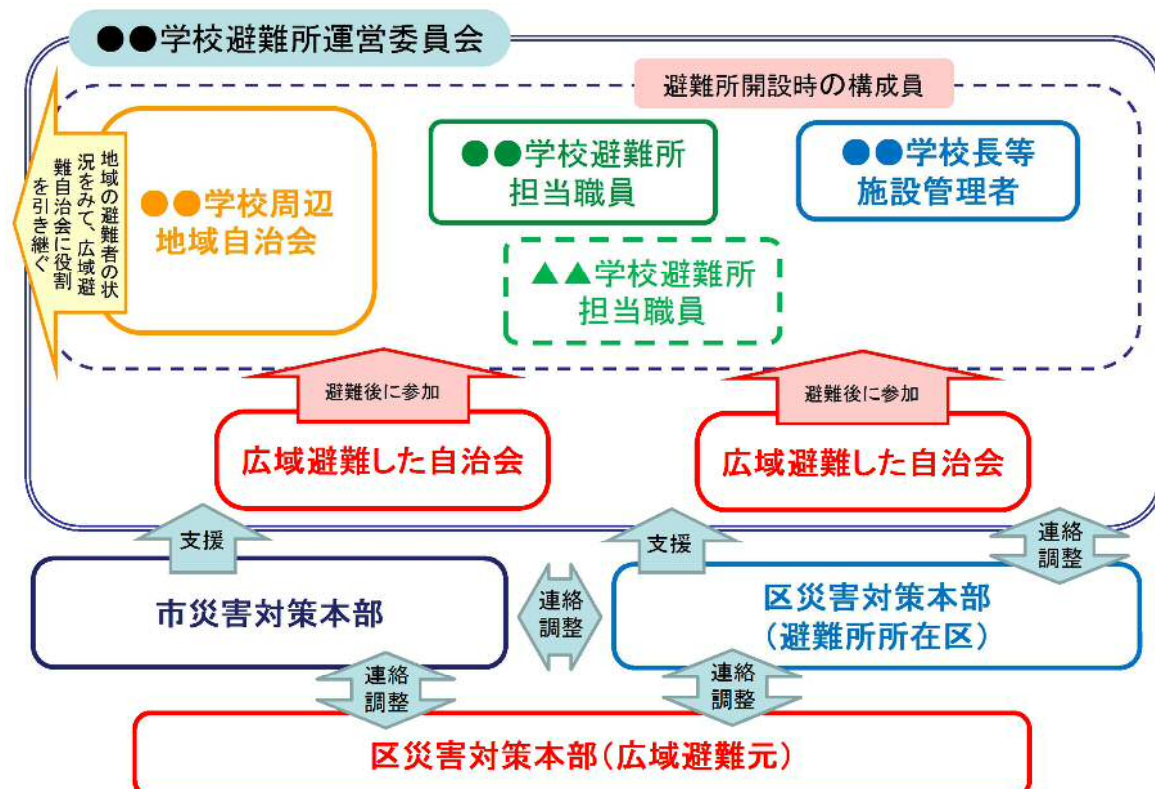 ●●学校避難所運営委員会
避難所開設時の構成員
地域の避難者の状
況をみて、広域避
難自治会に役割
を引き継ぐ
●●学校周辺
地域自治会
●●学校避難所
担当職員
●●学校長等
施設管理者
▲▲学校避難所
担当職員
避難後に参加
避難後に参加
広域避難した自治会
広域避難した自治会
支援
支援
連絡
調整
市災害対策本部
連絡
調整
区災害対策本部
（避難所所在区）
連絡
調整
連絡
調整
区災害対策本部（広域避難元）